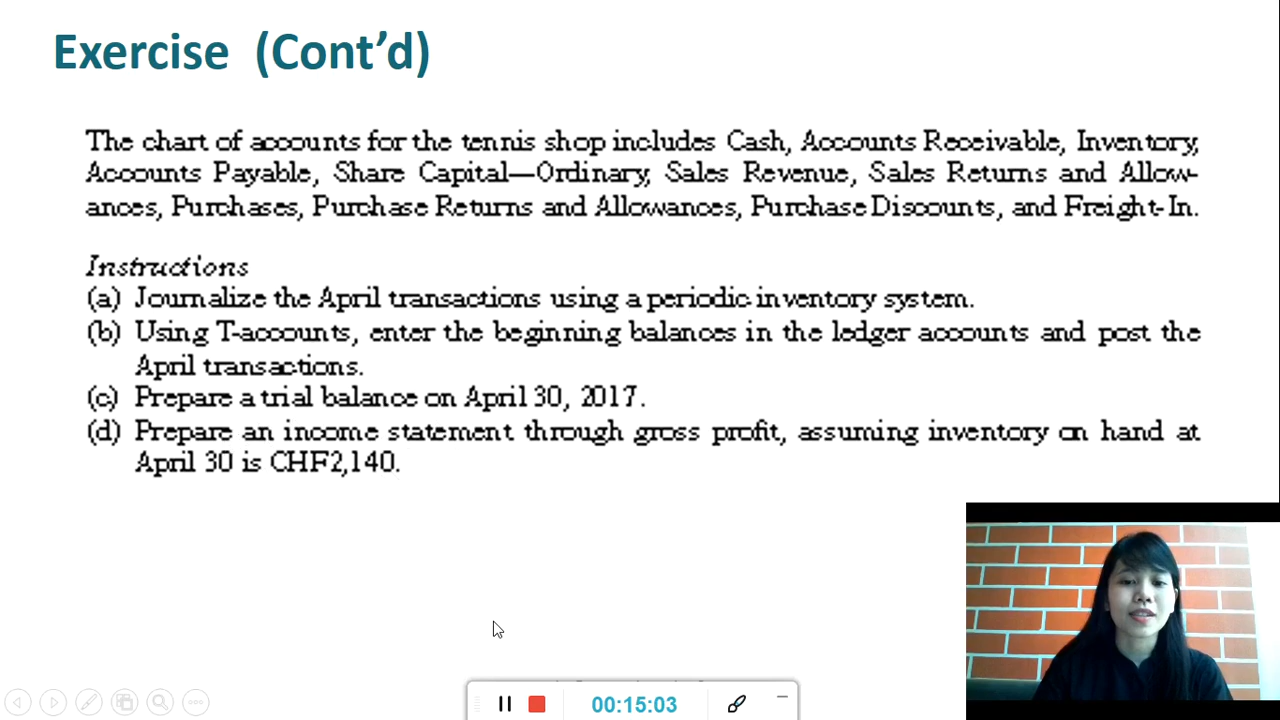 Exercise (Cont’d)
The chart of accounts for the tennis shop includes Cash, Accounts Receivable, Inventory,
Accounts Payable, Share Capital—Ordinary, Sales Revenue, Sales Returns and Allow-
ances, Purchases, Purchase Returns and Allowances, Purchase Discounts, and Freight-In.
Instructions
(a) Journalize the April transactions using a periodic inventory system.
(b) Using T-accounts, enter the beginning balances in the ledger accounts and post the
April transactions.
(c) Prepare a trial balance on April 30, 2017.
(d) Prepare an income statement through gross profit, assuming inventory on hand at
April 30 is CHF2,140.
00:15:03